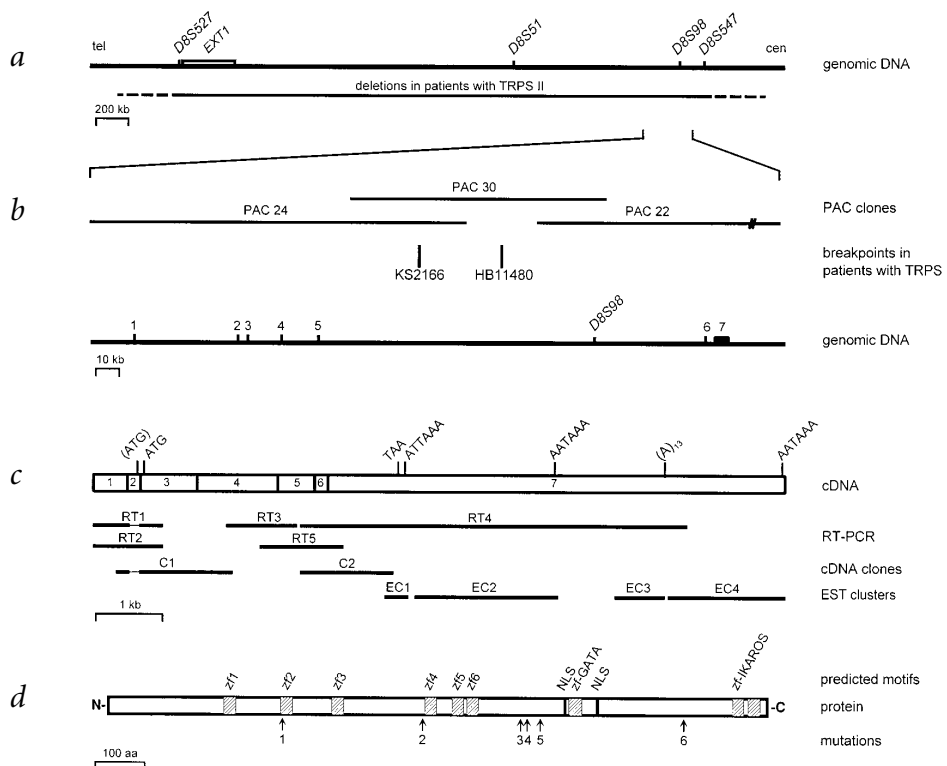 a
tel
D8S527
EXT1
D8S51
D8S98
D8S547
cen
genomic DNA
deletions in patients with TRPS II
200 kb
b
PAC 30
PAC 24
PAC 22
PAC clones
KS2166
HB11480
breakpoints in
patients with TRPS
1 2 3 4 5 D8S98 6 7
genomic DNA
10 kb
c
(ATG)
ATG
TAA
ATTAAA
AATAAA
(A)13
AATAAA
1 2 3 4 5 6 7
cDNA
RT1 RT3 RT4
RT2 RT5
RT-PCR
C1 C2
cDNA clones
EC1 EC2 EC3 EC4
EST clusters
1 kb
d
zf1
zf2
zf3
zf4
zf5
zf6
NLS
zf-GATA
NLS
zf-IKAROS
predicted motifs
N- -C
protein
1 2 3 4 5 6
mutations
100 aa